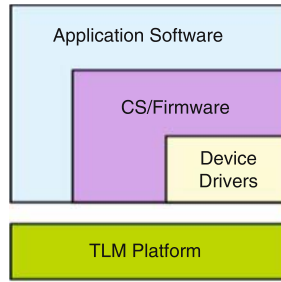 Application Software
CS/Firmware
Device
Drivers
TLM Platform